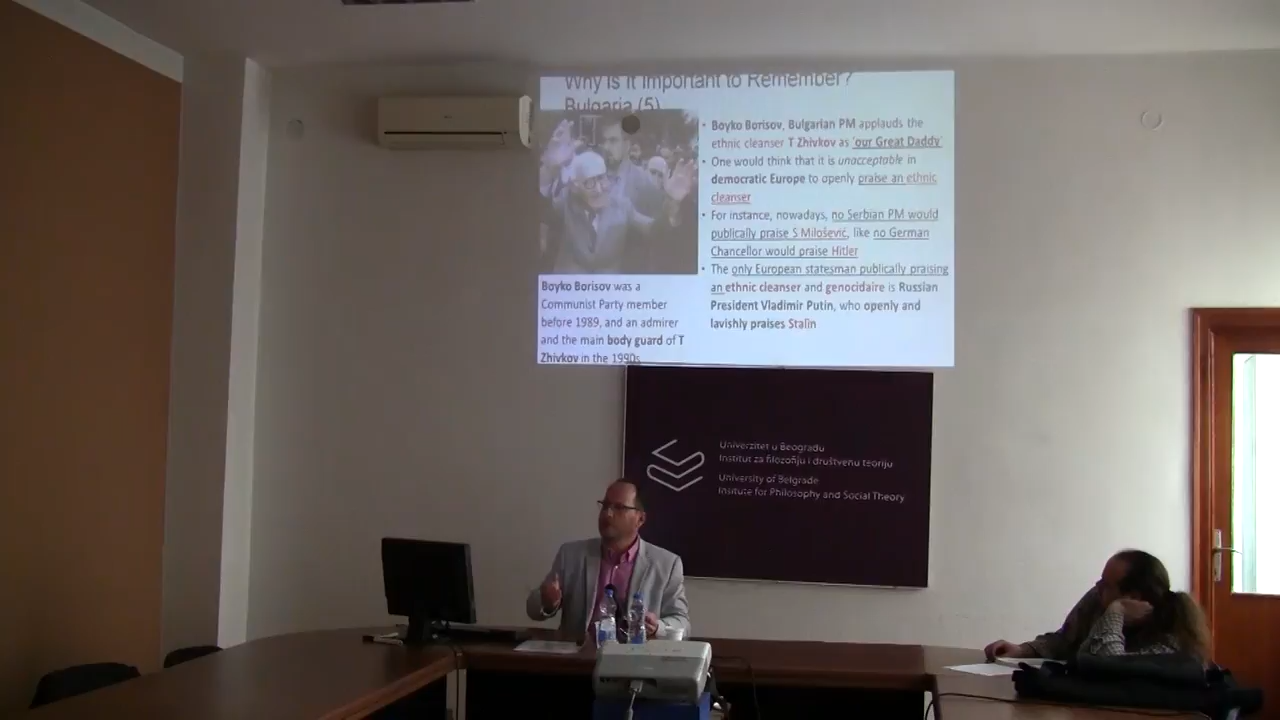 Why Is It Important to Remember?
Bulgaria (5)
• Boyko Borisov, Bulgarian PM applauds the
ethnic cleanser T Zhivkov as 'our Great Daddy'
• One would think that it is unacceptable in
democratic Europe to openly praise an ethnic
cleanser
• For instance, nowadays, no Serbian PM would
publically praise S Milošević, like no German
Chancellor would praise Hitler
• The only European statesman publically praising
an ethnic cleanser and genocidaire is Russian
President Vladimir Putin, who openly and
lavishly praises Stalin
Boyko Borisov was a
Communist Party member
before 1989, and an admirer
and the main body guard of T
Zhivkov in the 1990s
Univerzitet u Beogradu
Institut za filozofiju i društvenu teoriju
University of Belgrade
Institute for Philosophy and Social Theory